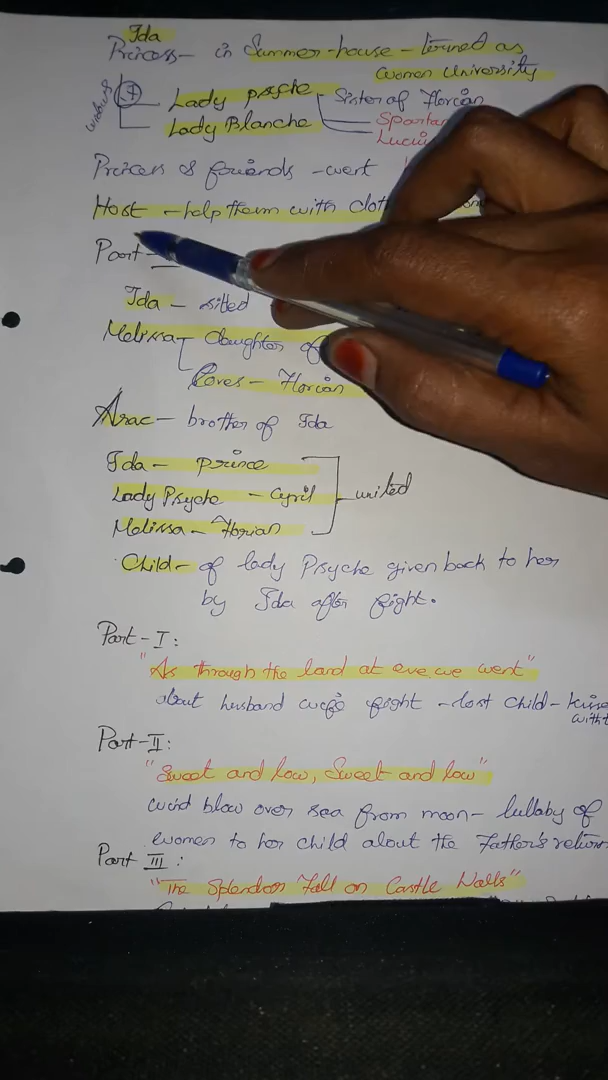 Ida
Princess - in Summer-house - termed as
women University
widows
Lady Psyche - Sister of Florian
Lady Blanche
Princes & friends - went
Host - help them with
Part -
Ida - sitted
Melissa - daughter of
Loves - Florian
Arac - brother of Ida
Ida - prince
Lady Psyche - Cyril
united
Melissa - Florian
Child - of lady Psyche given back to her
by Ida after fight.
Part - I :
"As through the land at eve we went"
about husband wife fight - lost child -
Part - II :
"Sweet and low, Sweet and low"
wind blow over sea from moon - lullaby of
women to her child about the Father's return
Part III :
"The Splendour Fall on Castle Walls"